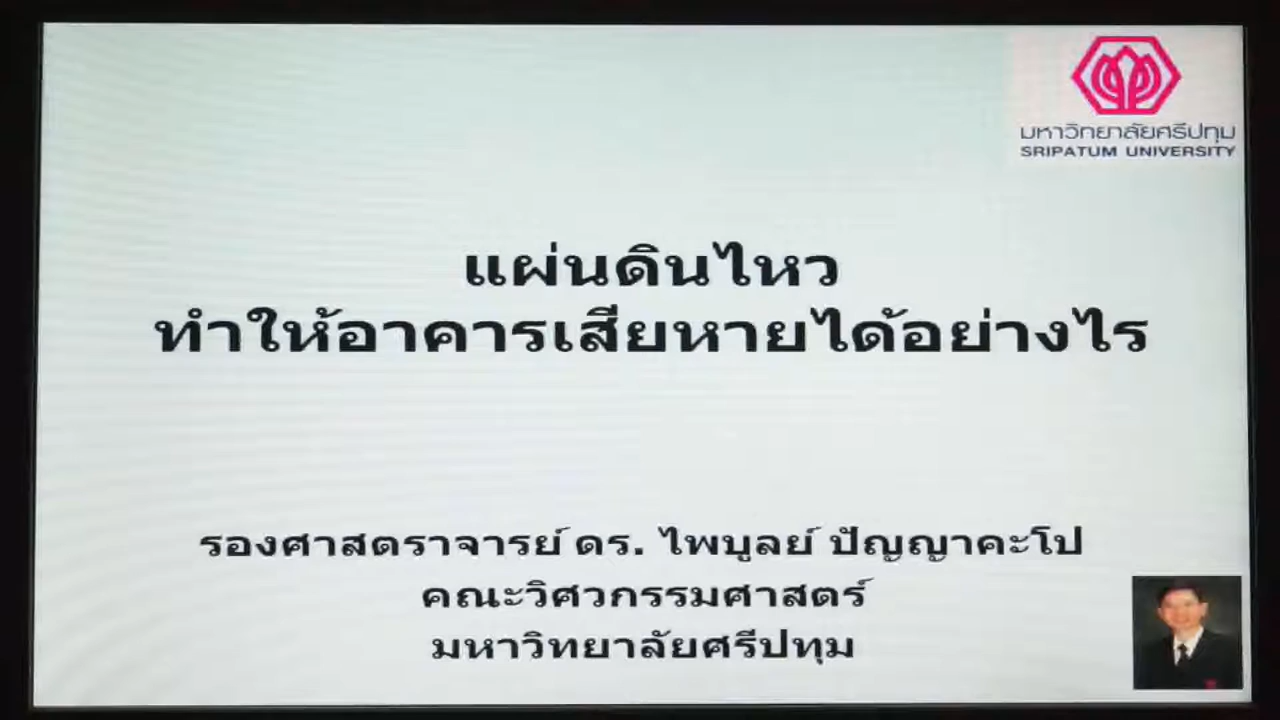 มหาวิทยาลัยศรีปทุม
SRIPATUM UNIVERSITY
แผ่นดินไหว
ทำให้อาคารเสียหายได้อย่างไร
รองศาสตราจารย์ ดร. ไพบูลย์ ปัญญาคะโป
คณะวิศวกรรมศาสตร์
มหาวิทยาลัยศรีปทุม